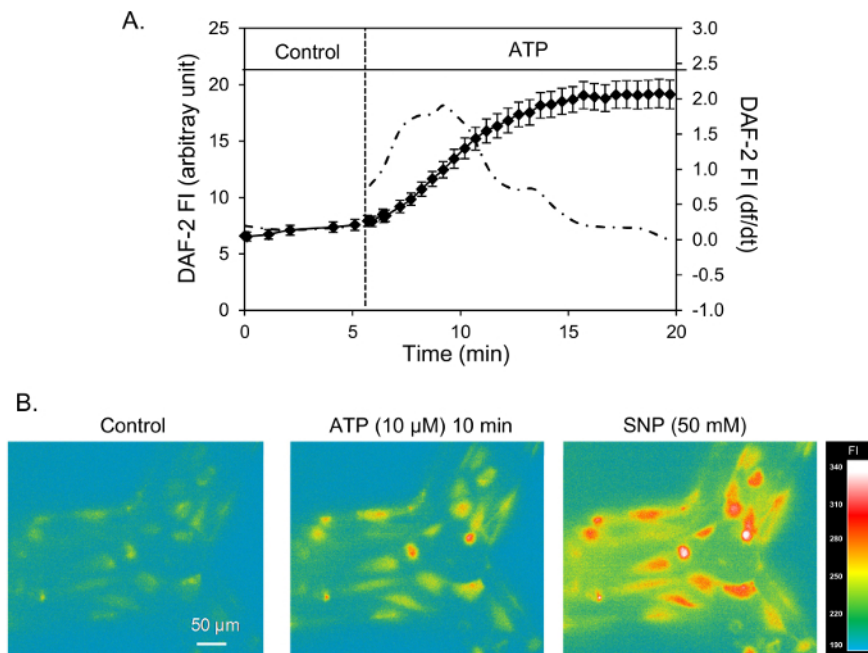 A.
Control
ATP
DAF-2 FI (arbitray unit)
25
20
15
10
5
0
3.0
2.5
2.0
1.5
1.0
0.5
0.0
-0.5
-1.0
DAF-2 FI (df/dt)
0
5
10
15
20
Time (min)
B.
Control
ATP (10 µM) 10 min
SNP (50 mM)
50 µm
FI
340
310
280
250
220
190